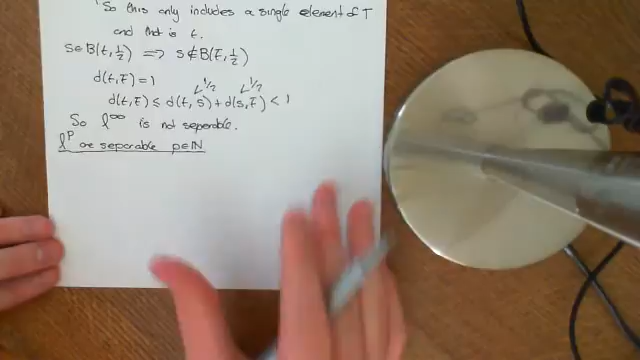 So this only includes a single element of T
and that is t.
s∈B(t,½) ⟹ s∉B(t̄,½)
d(t,t̄)=1
<½ <½
d(t,t̄) ≤ d(t,s)+d(s,t̄) < 1
So l^∞ is not seperable.
l^p are separable p∈ℕ